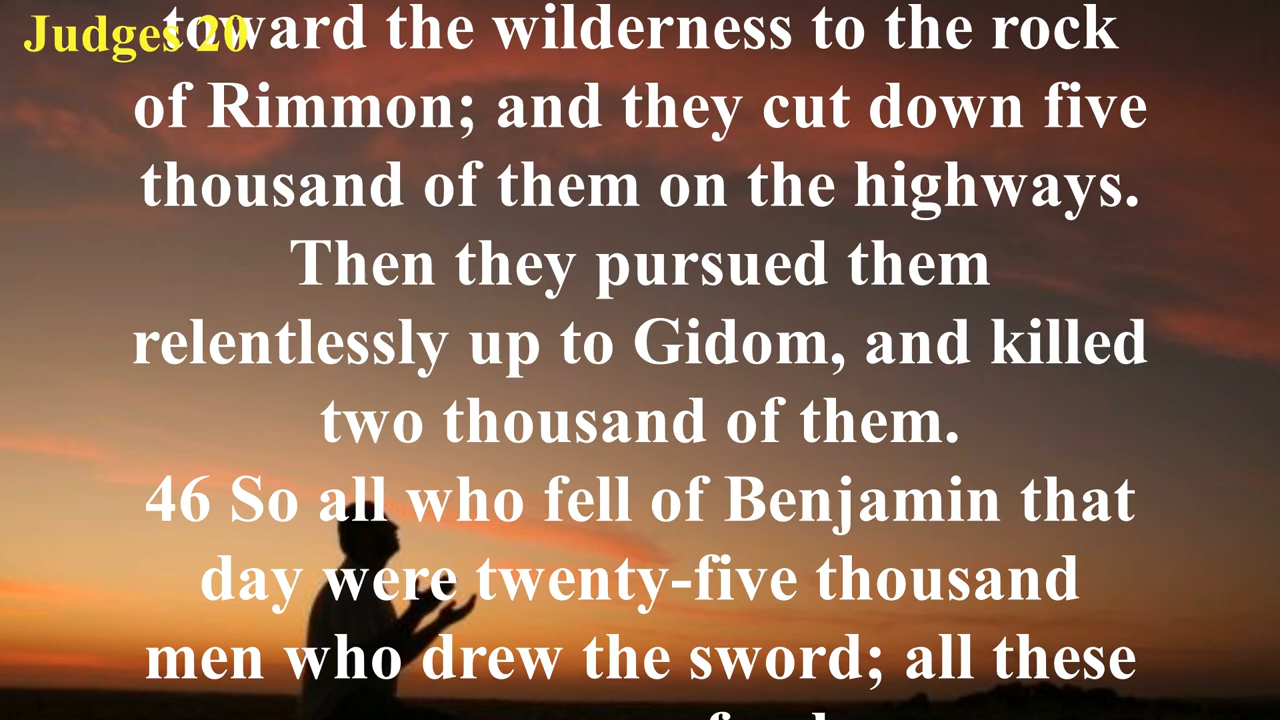 Judges 20
toward the wilderness to the rock
of Rimmon; and they cut down five
thousand of them on the highways.
Then they pursued them
relentlessly up to Gidom, and killed
two thousand of them.
46 So all who fell of Benjamin that
day were twenty-five thousand
men who drew the sword; all these